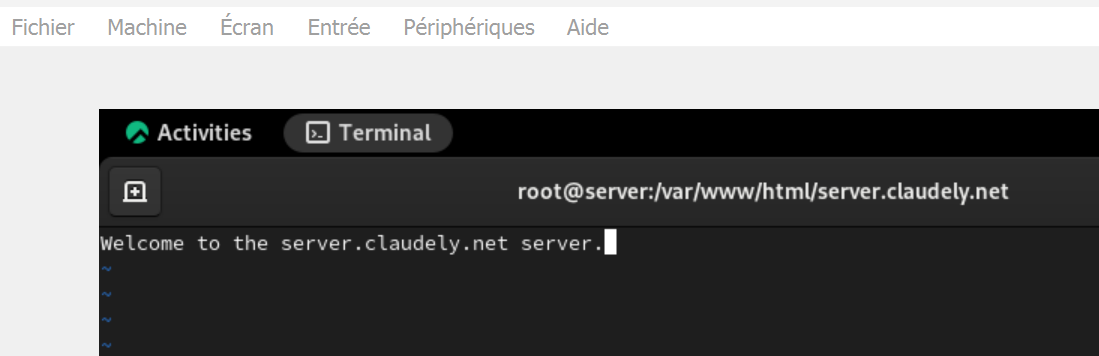 Fichier Machine Écran Entrée Périphériques Aide
Activities Terminal
root@server:/var/www/html/server.claudely.net
Welcome to the server.claudely.net server.
~
~
~
~